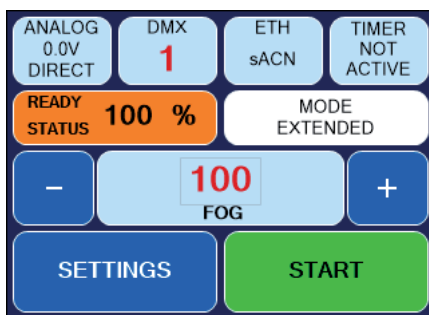 ANALOG
0.0V
DIRECT
DMX
1
ETH
sACN
TIMER
NOT
ACTIVE
READY
STATUS
100 %
MODE
EXTENDED
−
100
FOG
+
SETTINGS
START